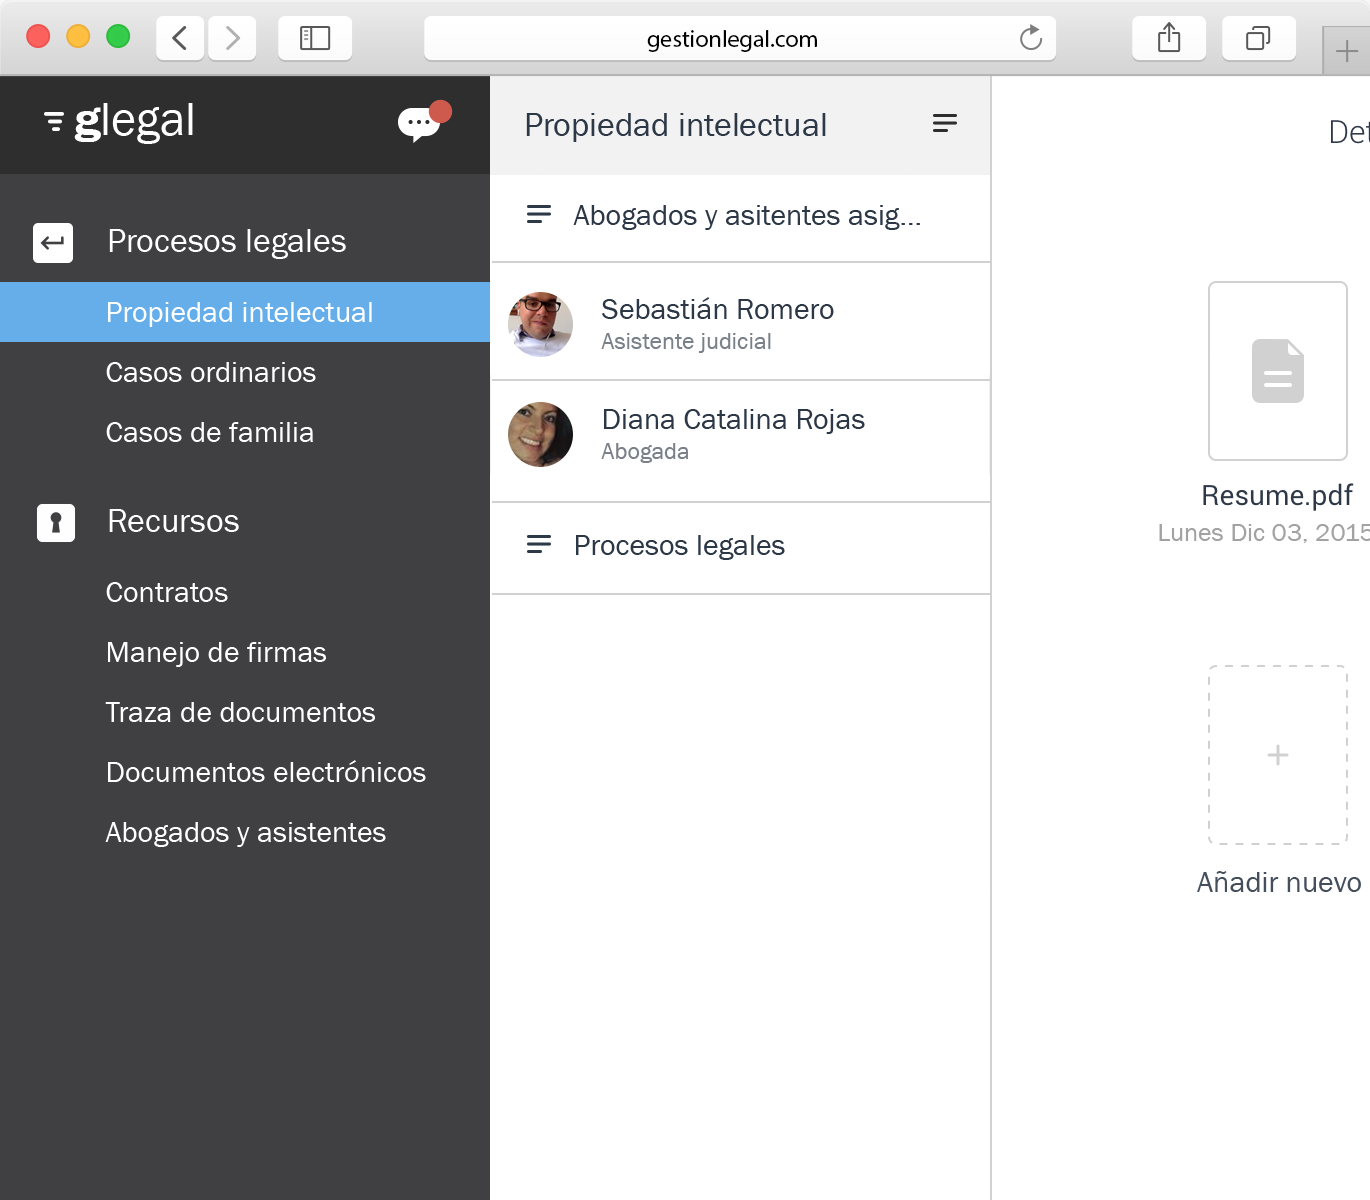 gestionlegal.com
glegal
Procesos legales
Propiedad intelectual
Casos ordinarios
Casos de familia
Recursos
Contratos
Manejo de firmas
Traza de documentos
Documentos electrónicos
Abogados y asistentes
Propiedad intelectual
Abogados y asitentes asig...
Sebastián Romero
Asistente judicial
Diana Catalina Rojas
Abogada
Procesos legales
Det
Resume.pdf
Lunes Dic 03, 2015
Añadir nuevo